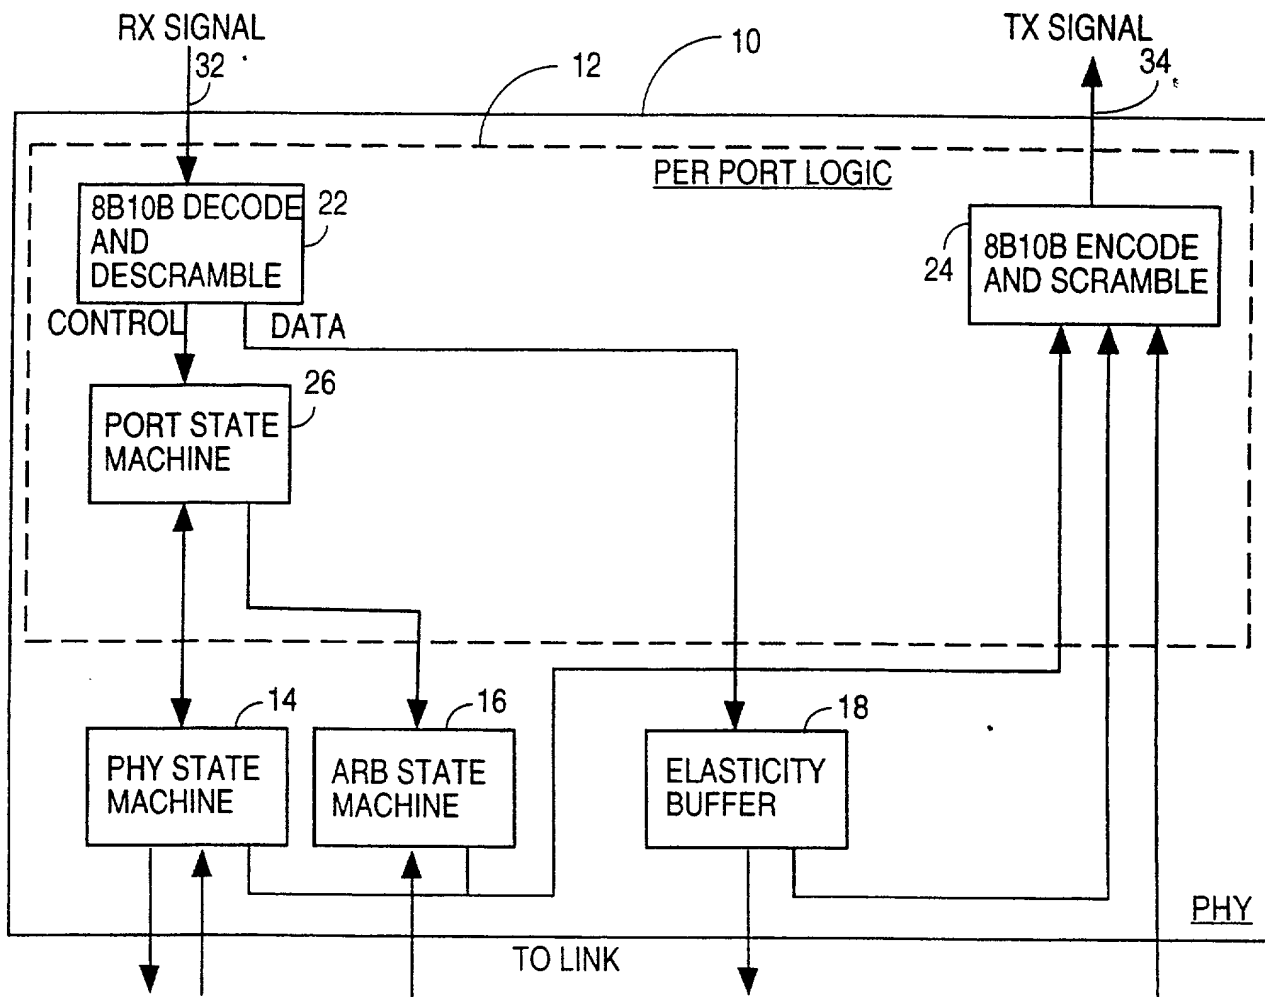 RX SIGNAL
TX SIGNAL
10
32
12
34
PER PORT LOGIC
8B10B DECODE
AND
DESCRAMBLE
22
8B10B ENCODE
AND SCRAMBLE
24
CONTROL
DATA
PORT STATE
MACHINE
26
14
16
18
PHY STATE
MACHINE
ARB STATE
MACHINE
ELASTICITY
BUFFER
PHY
TO LINK